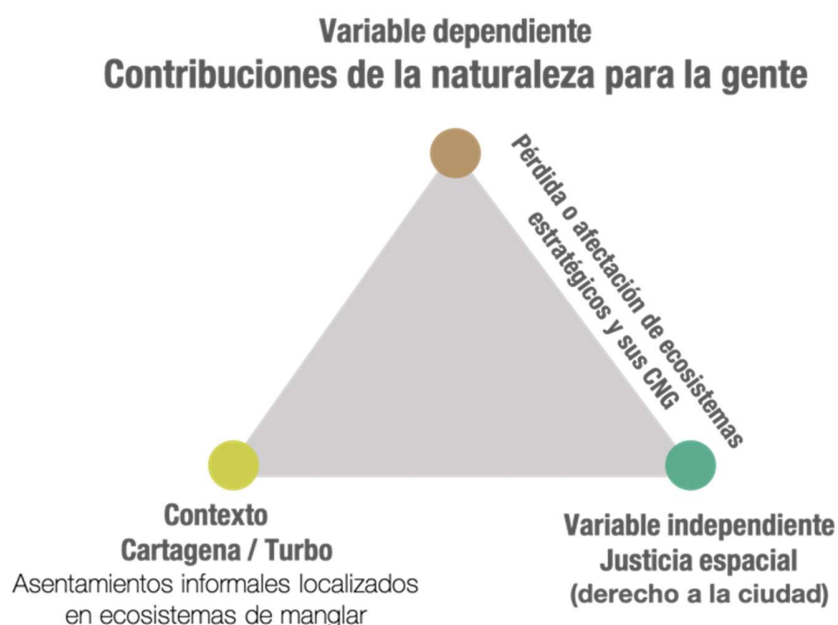 Variable dependiente
Contribuciones de la naturaleza para la gente
Pérdida o afectación de ecosistemas
estratégicos y sus CNG
Contexto
Cartagena / Turbo
Asentamientos informales localizados
en ecosistemas de manglar
Variable independiente
Justicia espacial
(derecho a la ciudad)